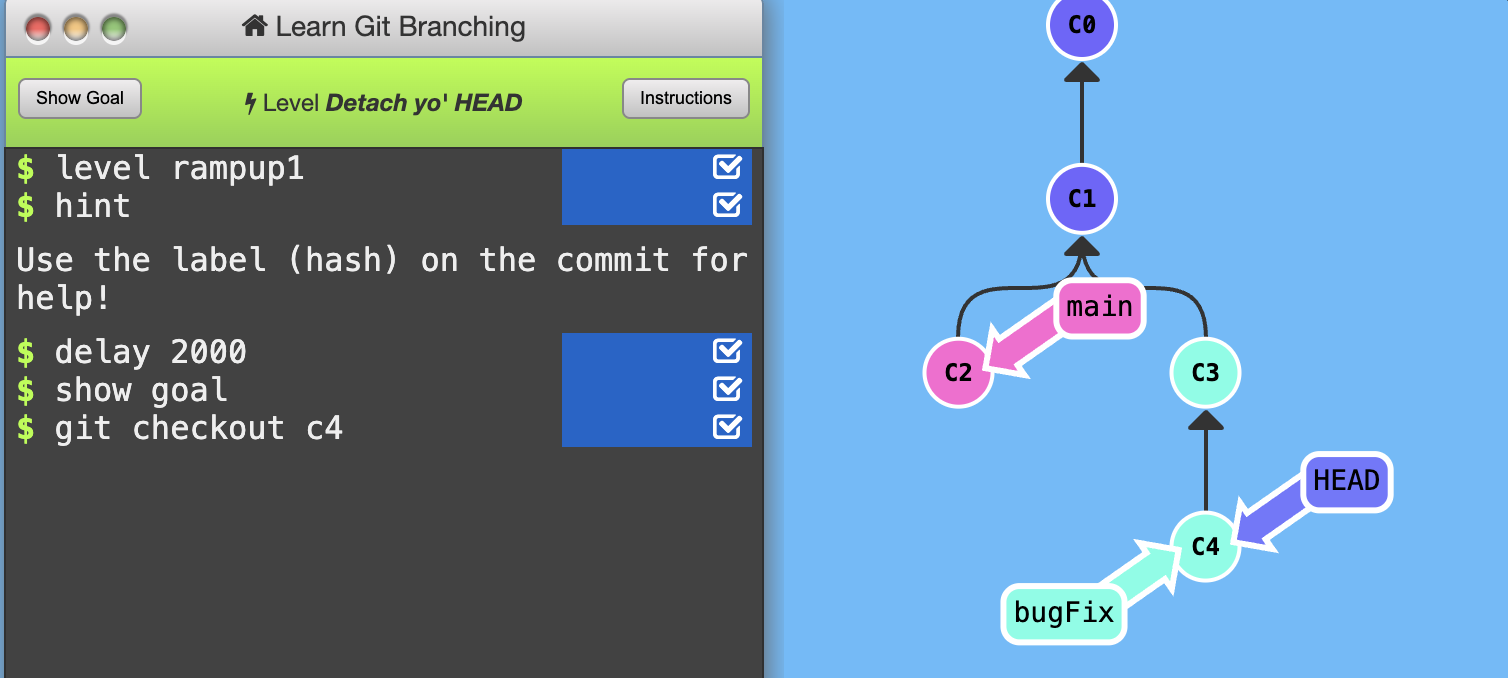 Learn Git Branching
Show Goal
Level Detach yo' HEAD
Instructions
$ level rampup1
$ hint
Use the label (hash) on the commit for
help!
$ delay 2000
$ show goal
$ git checkout c4
C0
C1
main
C2
C3
HEAD
C4
bugFix